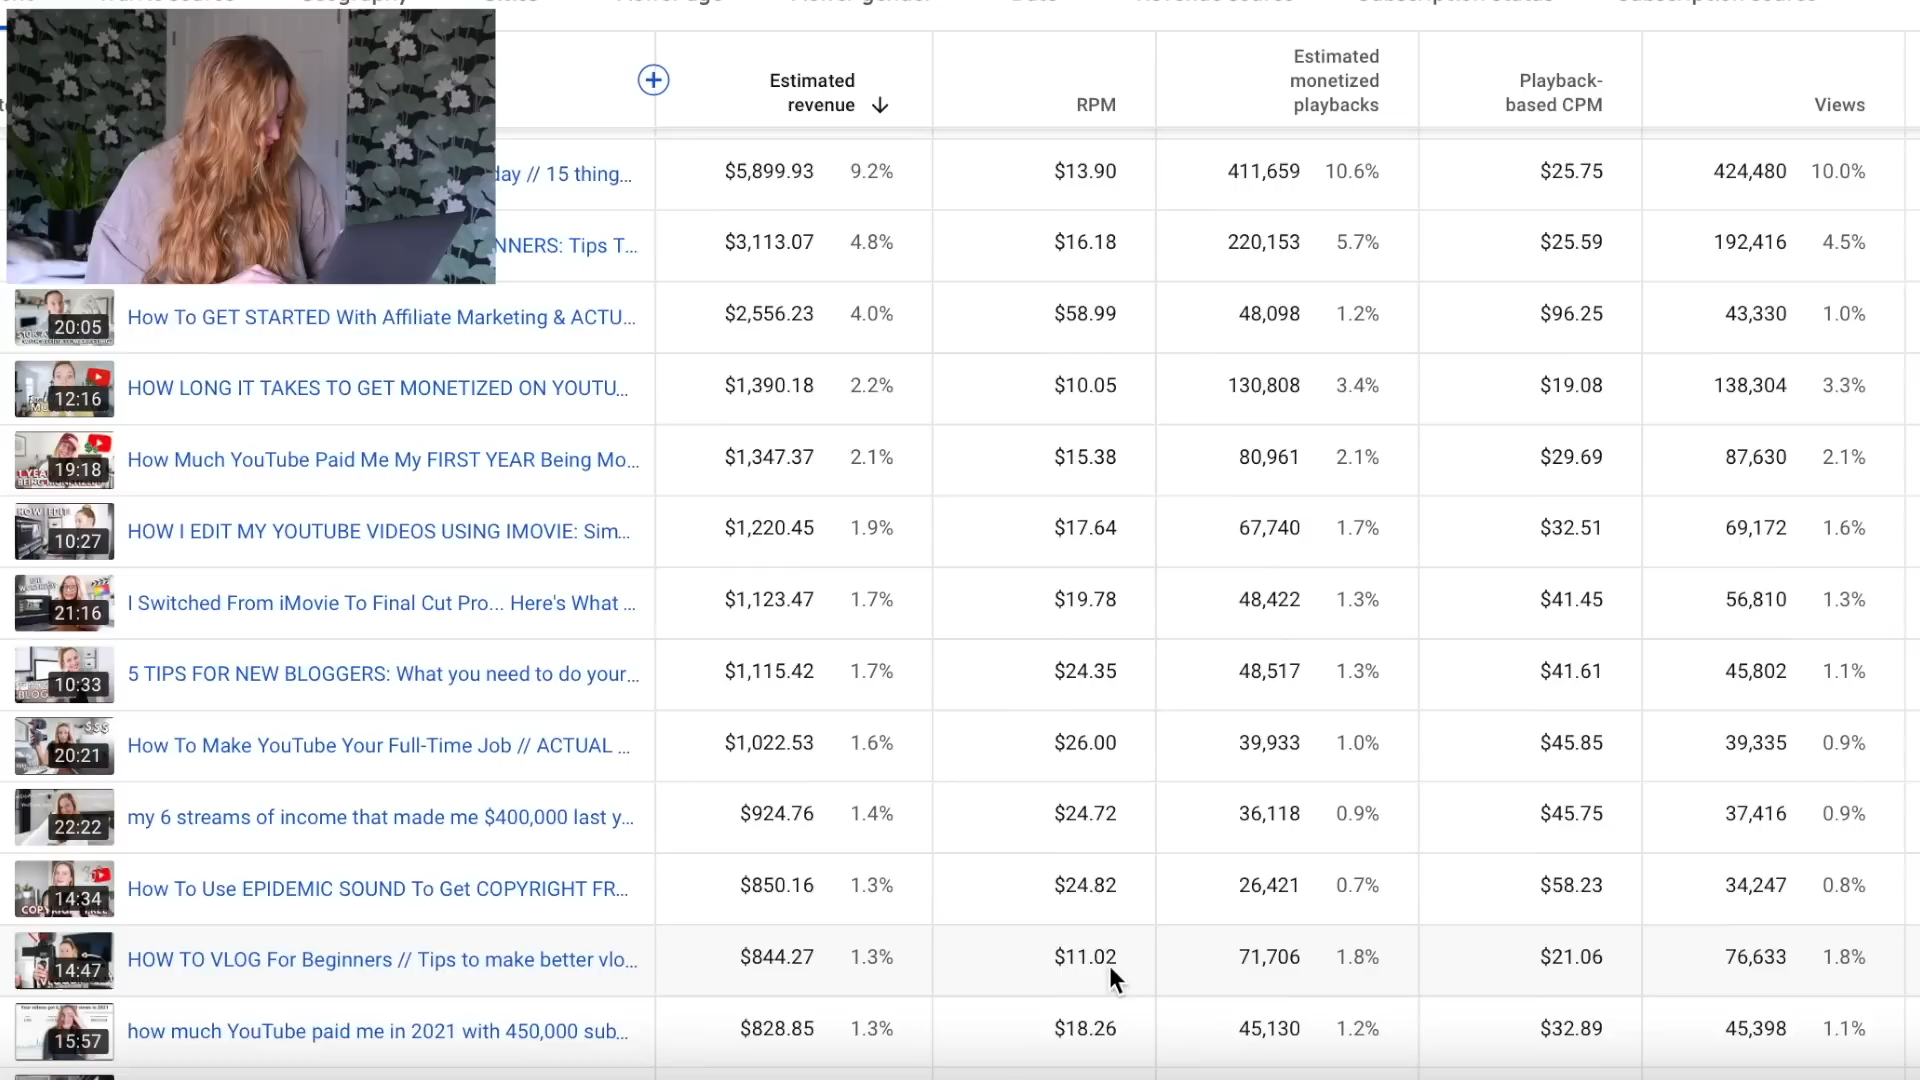 Estimated revenue
RPM
Estimated monetized playbacks
Playback-based CPM
Views
day // 15 thing... $5,899.93 9.2% $13.90 411,659 10.6% $25.75 424,480 10.0%
NNERS: Tips T... $3,113.07 4.8% $16.18 220,153 5.7% $25.59 192,416 4.5%
20:05 How To GET STARTED With Affiliate Marketing & ACTU... $2,556.23 4.0% $58.99 48,098 1.2% $96.25 43,330 1.0%
12:16 HOW LONG IT TAKES TO GET MONETIZED ON YOUTU... $1,390.18 2.2% $10.05 130,808 3.4% $19.08 138,304 3.3%
19:18 How Much YouTube Paid Me My FIRST YEAR Being Mo... $1,347.37 2.1% $15.38 80,961 2.1% $29.69 87,630 2.1%
10:27 HOW I EDIT MY YOUTUBE VIDEOS USING IMOVIE: Sim... $1,220.45 1.9% $17.64 67,740 1.7% $32.51 69,172 1.6%
21:16 I Switched From iMovie To Final Cut Pro... Here's What ... $1,123.47 1.7% $19.78 48,422 1.3% $41.45 56,810 1.3%
10:33 5 TIPS FOR NEW BLOGGERS: What you need to do your... $1,115.42 1.7% $24.35 48,517 1.3% $41.61 45,802 1.1%
20:21 How To Make YouTube Your Full-Time Job // ACTUAL ... $1,022.53 1.6% $26.00 39,933 1.0% $45.85 39,335 0.9%
22:22 my 6 streams of income that made me $400,000 last y... $924.76 1.4% $24.72 36,118 0.9% $45.75 37,416 0.9%
14:34 How To Use EPIDEMIC SOUND To Get COPYRIGHT FR... $850.16 1.3% $24.82 26,421 0.7% $58.23 34,247 0.8%
14:47 HOW TO VLOG For Beginners // Tips to make better vlo... $844.27 1.3% $11.02 71,706 1.8% $21.06 76,633 1.8%
15:57 how much YouTube paid me in 2021 with 450,000 sub... $828.85 1.3% $18.26 45,130 1.2% $32.89 45,398 1.1%